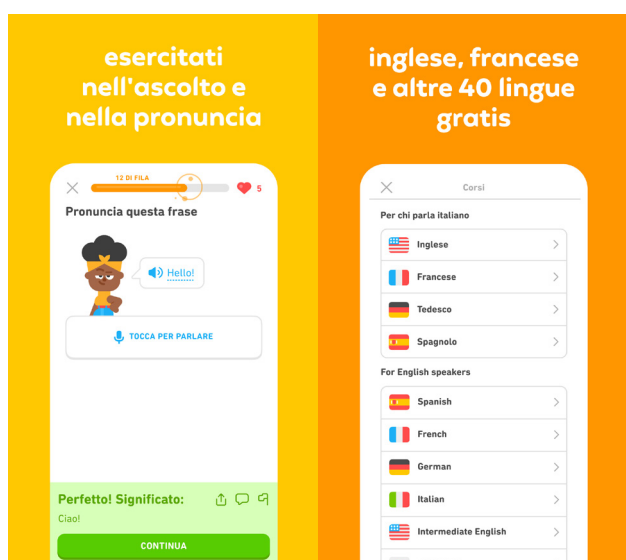 esercitati
nell'ascolto e
nella pronuncia
12 DI FILA
5
Pronuncia questa frase
Hello!
TOCCA PER PARLARE
Perfetto! Significato:
Ciao!
CONTINUA
inglese, francese
e altre 40 lingue
gratis
Corsi
Per chi parla italiano
Inglese
Francese
Tedesco
Spagnolo
For English speakers
Spanish
French
German
Italian
Intermediate English